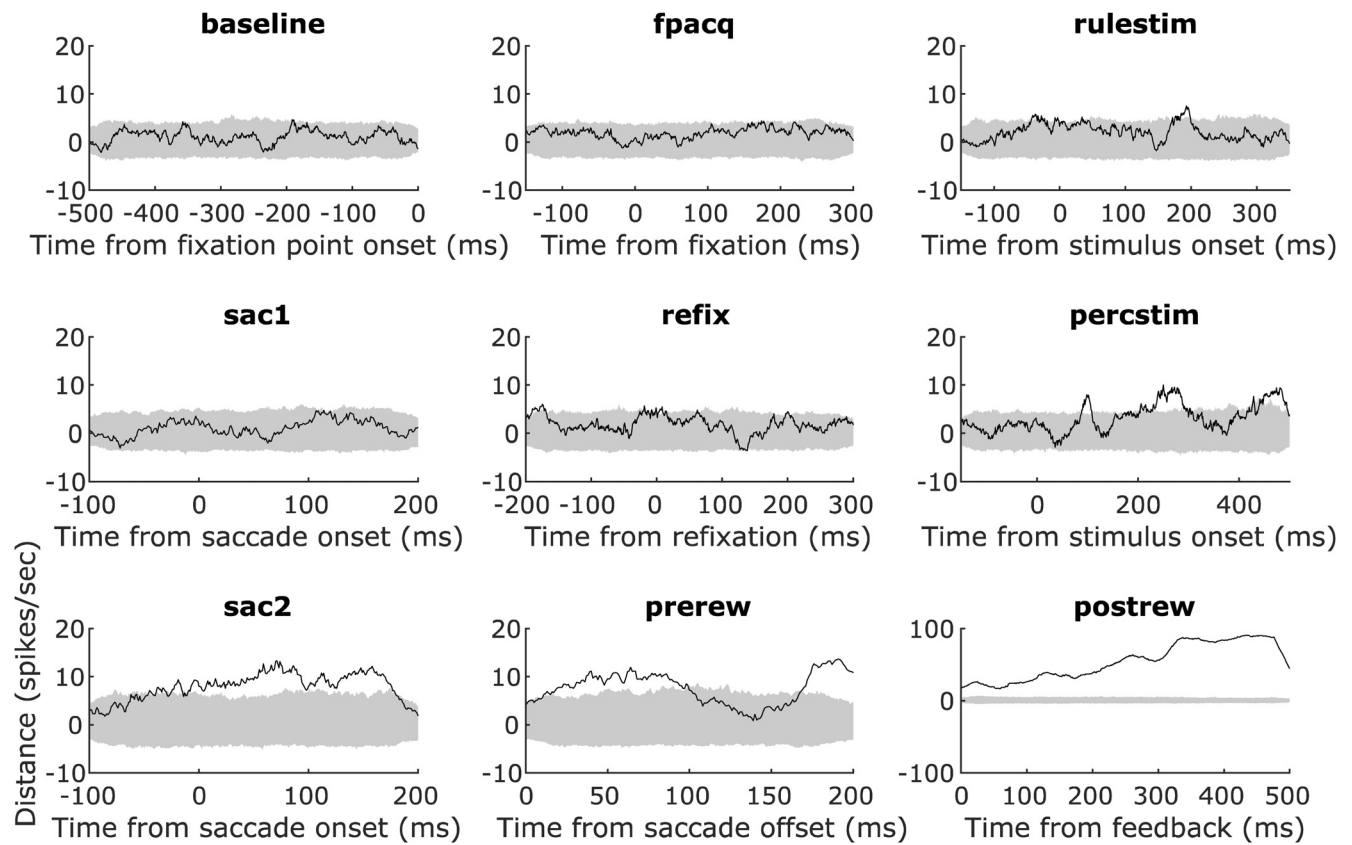 baseline
20
10
0
-10
-500 -400 -300 -200 -100 0
Time from fixation point onset (ms)
fpacq
20
10
0
-10
-100 0 100 200 300
Time from fixation (ms)
rulestim
20
10
0
-10
-100 0 100 200 300
Time from stimulus onset (ms)
sac1
20
10
0
-10
-100 0 100 200
Time from saccade onset (ms)
refix
20
10
0
-10
-200 -100 0 100 200 300
Time from refixation (ms)
percstim
20
10
0
-10
0 200 400
Time from stimulus onset (ms)
Distance (spikes/sec)
sac2
20
10
0
-10
-100 0 100 200
Time from saccade onset (ms)
prerew
20
10
0
-10
0 50 100 150 200
Time from saccade offset (ms)
postrew
100
0
-100
0 100 200 300 400 500
Time from feedback (ms)